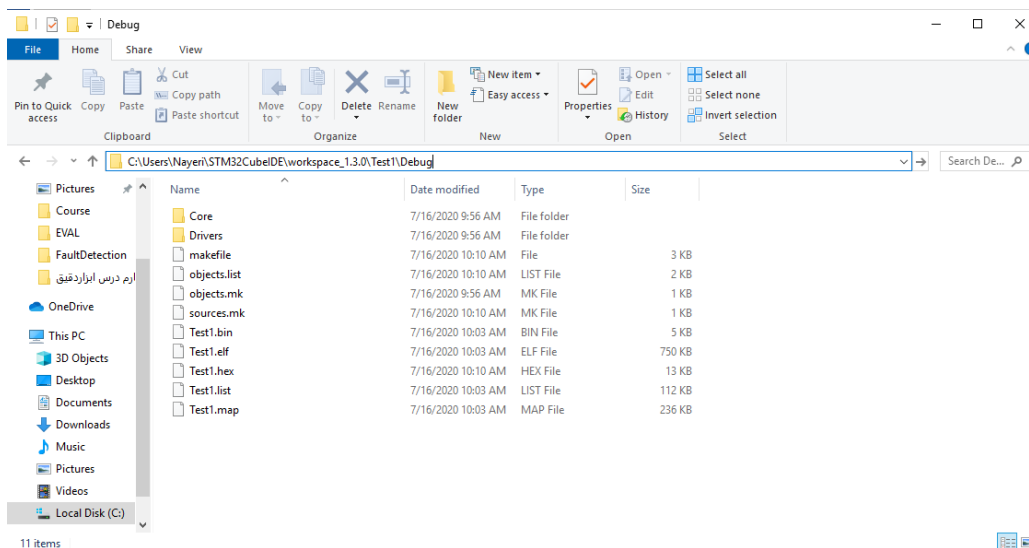 Debug
File Home Share View
Pin to Quick access
Copy
Paste
Cut
Copy path
Paste shortcut
Clipboard
Move to
Copy to
Delete
Rename
Organize
New folder
New item
Easy access
New
Properties
Open
Edit
History
Open
Select all
Select none
Invert selection
Select
C:\Users\Nayeri\STM32CubeIDE\workspace_1.3.0\Test1\Debug
Search De...
Pictures
Course
EVAL
FaultDetection
ارم درس ابزاردقیق
OneDrive
This PC
3D Objects
Desktop
Documents
Downloads
Music
Pictures
Videos
Local Disk (C:)
Name Date modified Type Size
Core 7/16/2020 9:56 AM File folder
Drivers 7/16/2020 9:56 AM File folder
makefile 7/16/2020 10:10 AM File 3 KB
objects.list 7/16/2020 10:10 AM LIST File 2 KB
objects.mk 7/16/2020 9:56 AM MK File 1 KB
sources.mk 7/16/2020 10:10 AM MK File 1 KB
Test1.bin 7/16/2020 10:03 AM BIN File 5 KB
Test1.elf 7/16/2020 10:03 AM ELF File 750 KB
Test1.hex 7/16/2020 10:10 AM HEX File 13 KB
Test1.list 7/16/2020 10:03 AM LIST File 112 KB
Test1.map 7/16/2020 10:03 AM MAP File 236 KB
11 items